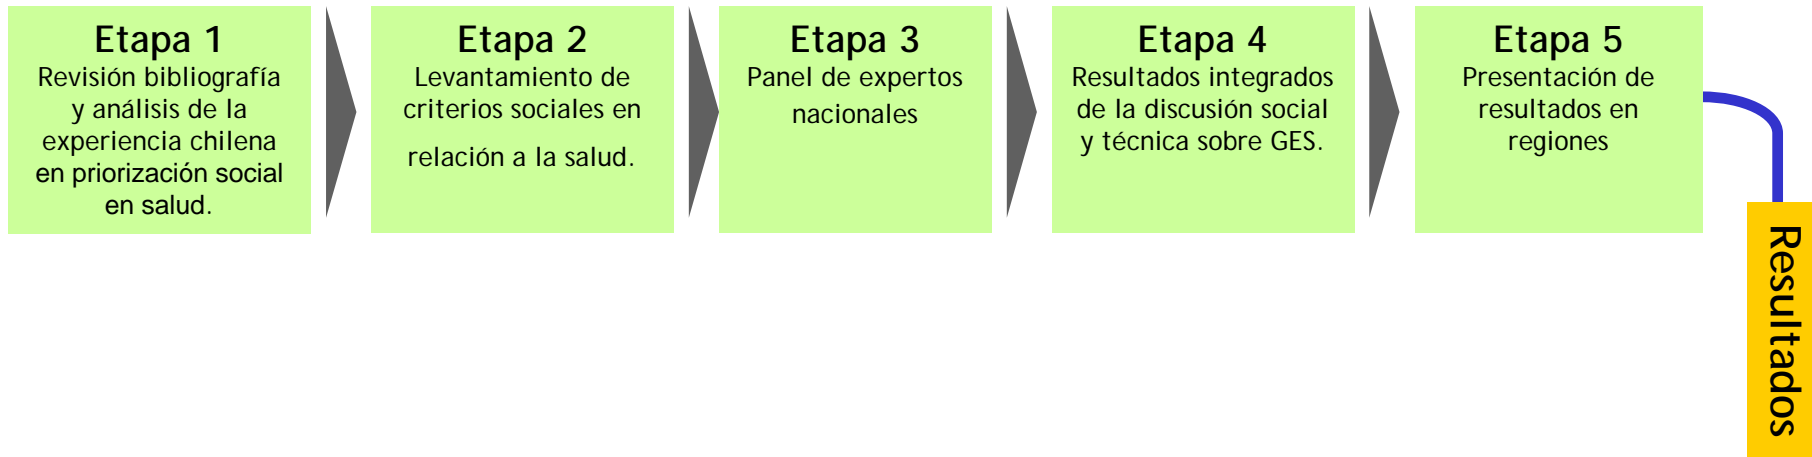 Etapa 1
Revisión bibliografía
y análisis de la
experiencia chilena
en priorización social
en salud.
Etapa 2
Levantamiento de
criterios sociales en
relación a la salud.
Etapa 3
Panel de expertos
nacionales
Etapa 4
Resultados integrados
de la discusión social
y técnica sobre GES.
Etapa 5
Presentación de
resultados en
regiones
Resultados